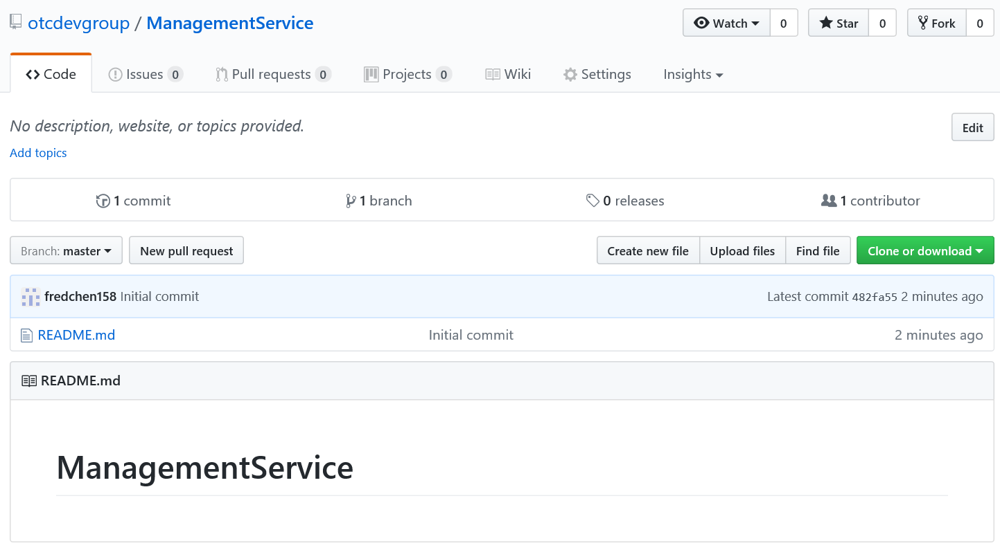 otcdevgroup / ManagementService Watch 0 Star 0 Fork 0
Code Issues 0 Pull requests 0 Projects 0 Wiki Settings Insights
No description, website, or topics provided. Edit
Add topics
1 commit 1 branch 0 releases 1 contributor
Branch: master New pull request Create new file Upload files Find file Clone or download
fredchen158 Initial commit Latest commit 482fa55 2 minutes ago
README.md Initial commit 2 minutes ago
README.md
ManagementService